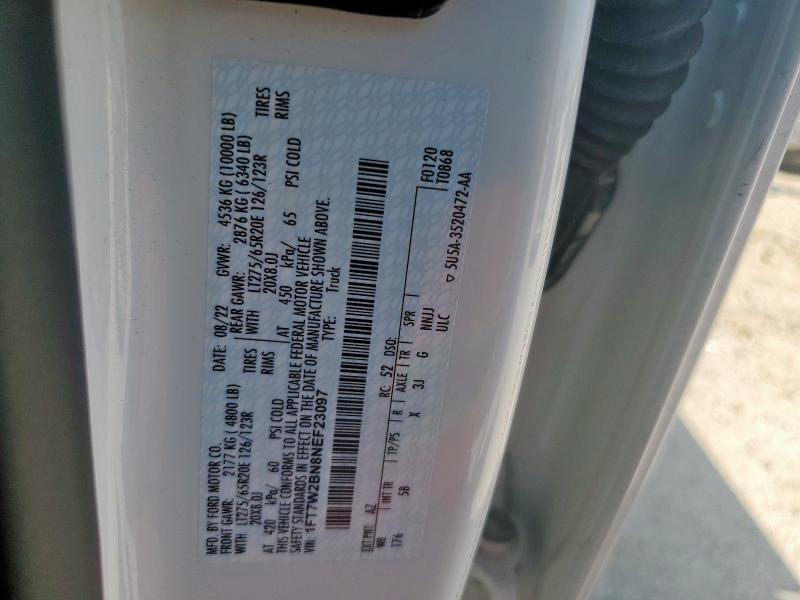 MFD. BY FORD MOTOR CO. DATE: 08/22 GVWR: 4536 KG (10000 LB)
FRONT GAWR: 2177 KG ( 4800 LB) REAR GAWR: 2876 KG ( 6340 LB)
WITH LT275/65R20E 126/123R TIRES WITH LT275/65R20E 126/123R TIRES
20X8.0J RIMS 20X8.0J RIMS
AT 420 kPa/ 60 PSI COLD AT 450 kPa/ 65 PSI COLD
THIS VEHICLE CONFORMS TO ALL APPLICABLE FEDERAL MOTOR VEHICLE
SAFETY STANDARDS IN EFFECT ON THE DATE OF MANUFACTURE SHOWN ABOVE.
VIN: 1FT7W2BN8NEF23097 TYPE: Truck
EXT PNT: AZ RC: 52 DSO: F0120
WB INT TR TP/PS R AXLE TR SPR T0868
176 5B X 3J G NNJJ
ULC ▽ 5U5A-3520472-AA